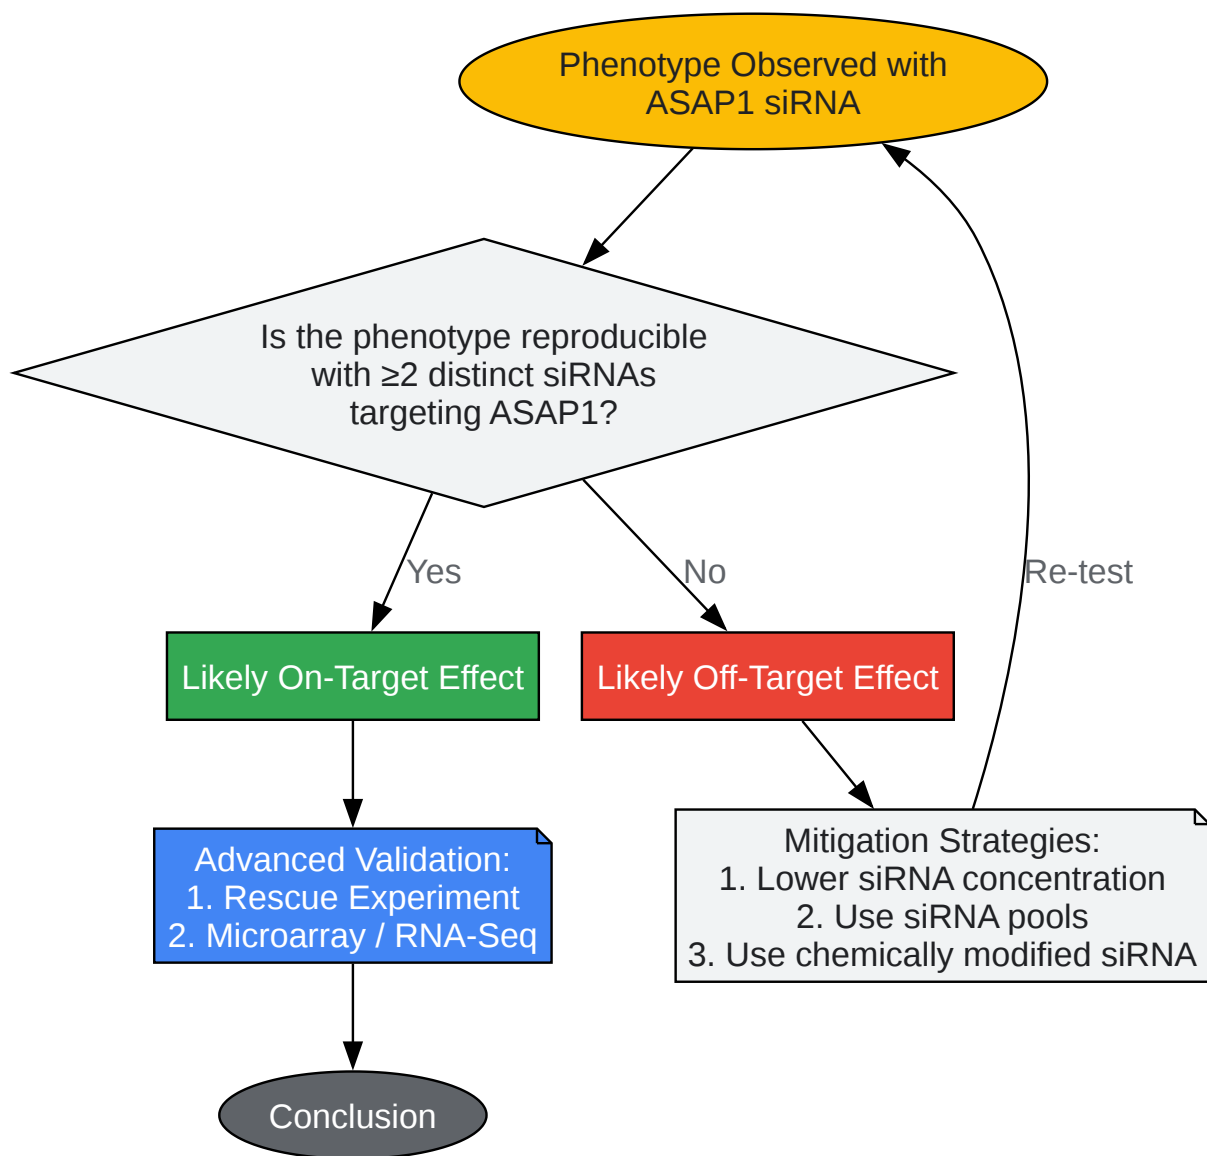 Phenotype Observed with
ASAP1 siRNA
Is the phenotype reproducible
with ≥2 distinct siRNAs
targeting ASAP1?
Yes
No
Re-test
Likely On-Target Effect
Likely Off-Target Effect
Advanced Validation:
1. Rescue Experiment
2. Microarray / RNA-Seq
Mitigation Strategies:
1. Lower siRNA concentration
2. Use siRNA pools
3. Use chemically modified siRNA
Conclusion